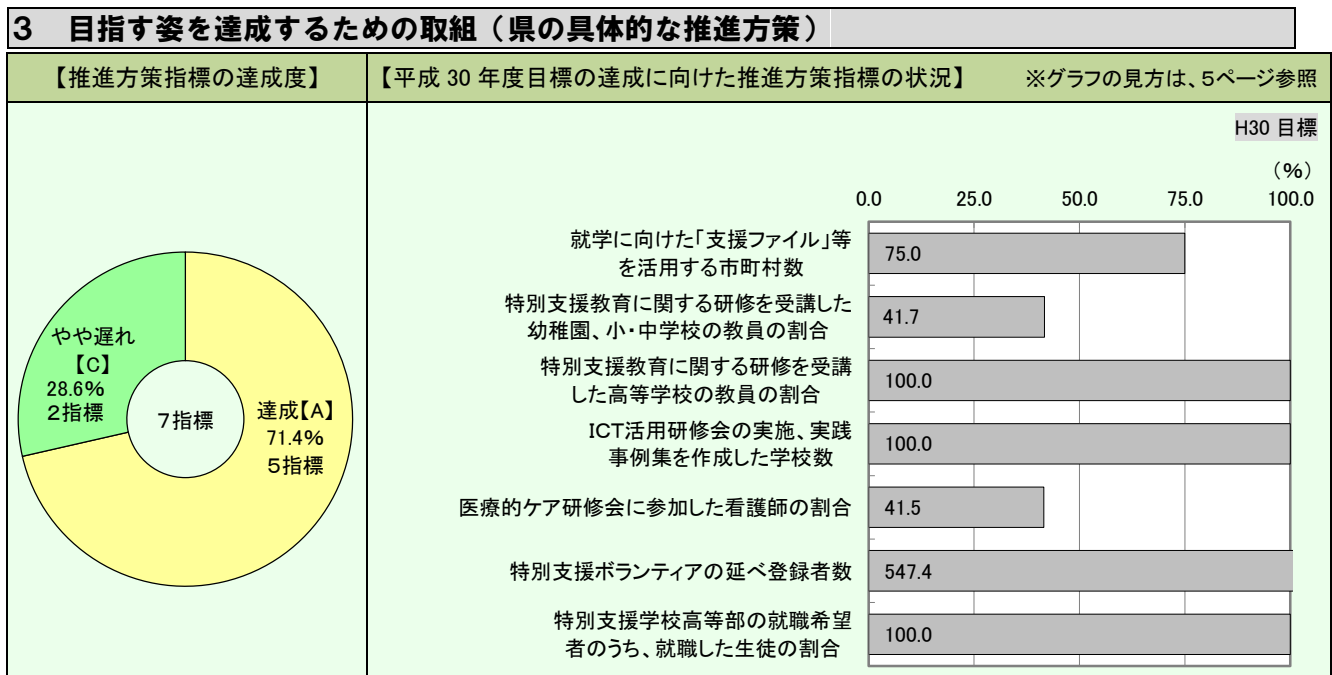 ３　目指す姿を達成するための取組（県の具体的な推進方策）
【推進方策指標の達成度】
【平成 30 年度目標の達成に向けた推進方策指標の状況】　※グラフの見方は、５ページ参照
やや遅れ
【C】
28.6%
２指標
７指標
達成【A】
71.4%
５指標
H30 目標
（%）
0.0 25.0 50.0 75.0 100.0
就学に向けた「支援ファイル」等
を活用する市町村数
75.0
特別支援教育に関する研修を受講した
幼稚園、小・中学校の教員の割合
41.7
特別支援教育に関する研修を受講
した高等学校の教員の割合
100.0
ICT活用研修会の実施、実践
事例集を作成した学校数
100.0
医療的ケア研修会に参加した看護師の割合
41.5
特別支援ボランティアの延べ登録者数
547.4
特別支援学校高等部の就職希望
者のうち、就職した生徒の割合
100.0